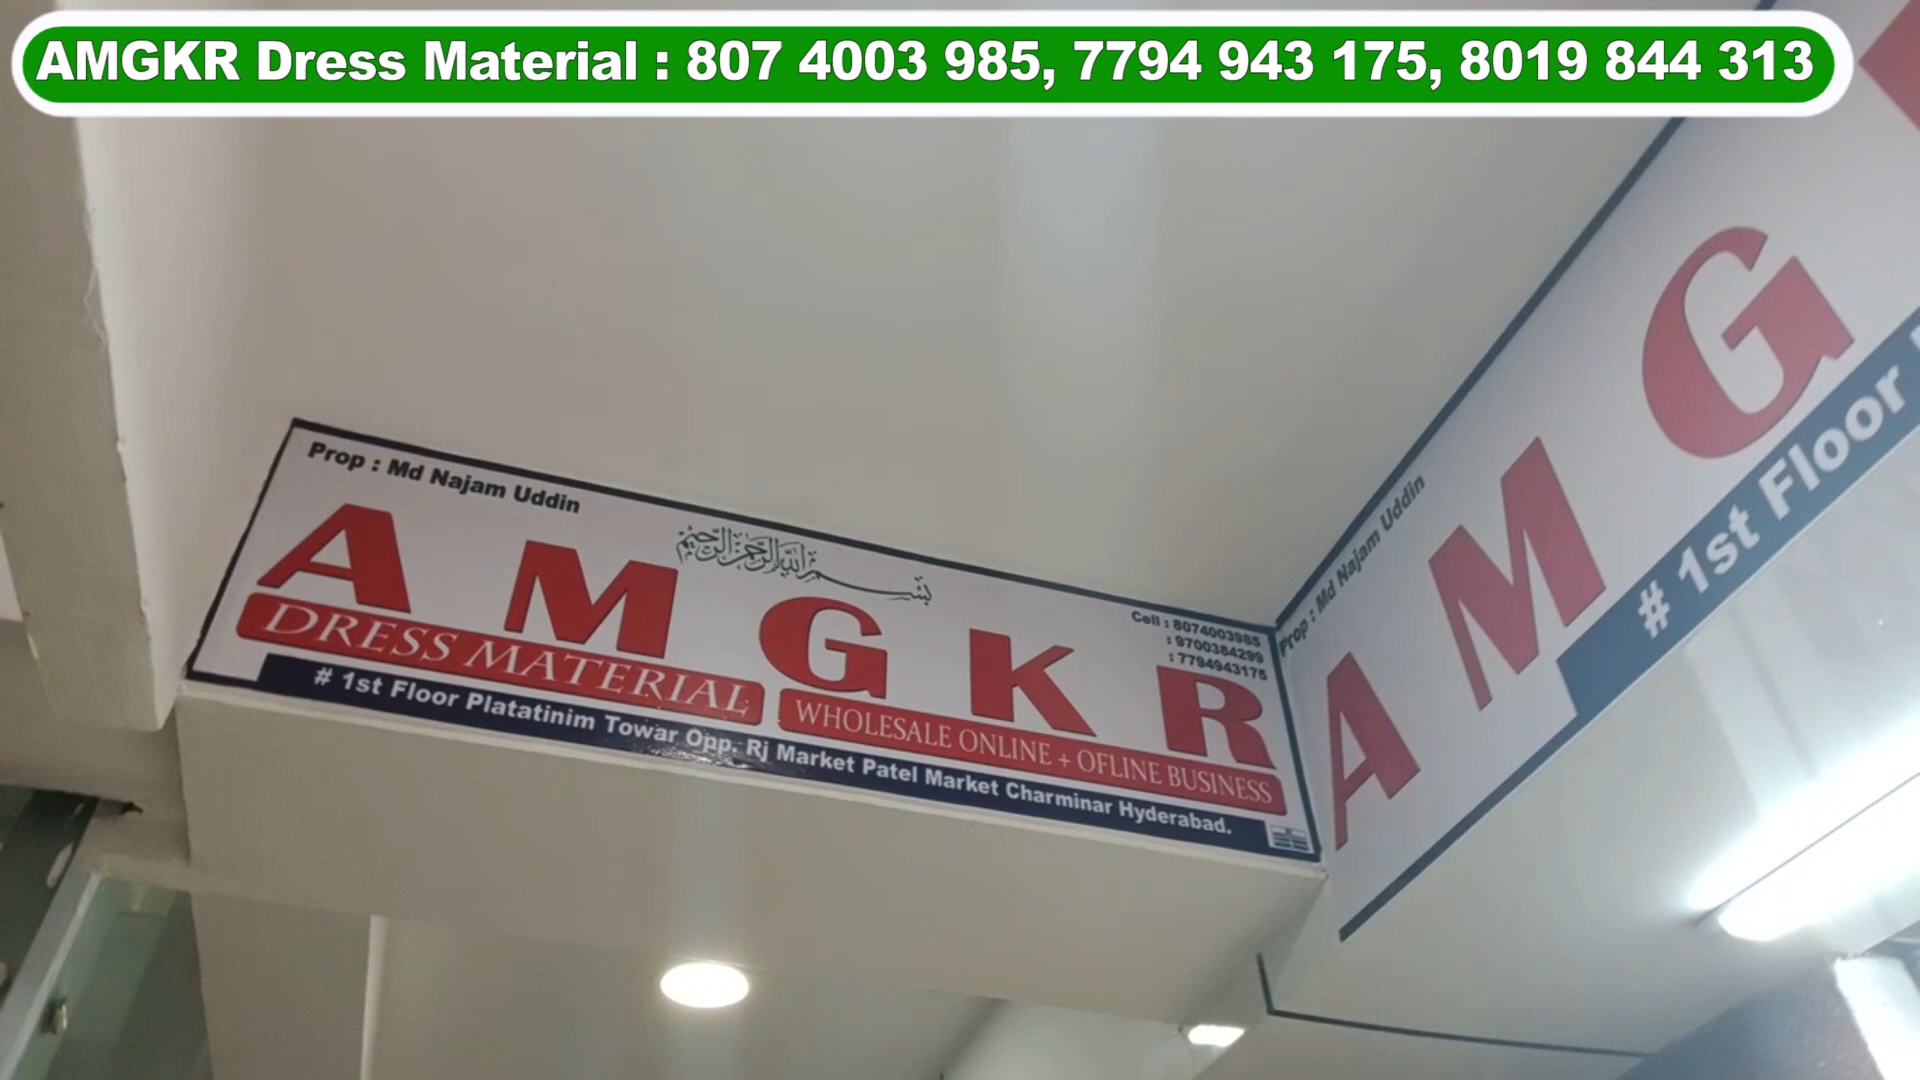 AMGKR Dress Material : 807 4003 985, 7794 943 175, 8019 844 313
Prop : Md Najam Uddin
بسم الله الرحمن الرحيم
Cell : 8074003985
: 9700384299
: 7794943175
AMGKR
DRESS MATERIAL
WHOLESALE ONLINE + OFLINE BUSINESS
# 1st Floor Platatinim Towar Opp. Rj Market Patel Market Charminar Hyderabad.
Prop : Md Najam Uddin
AMG
# 1st Floor